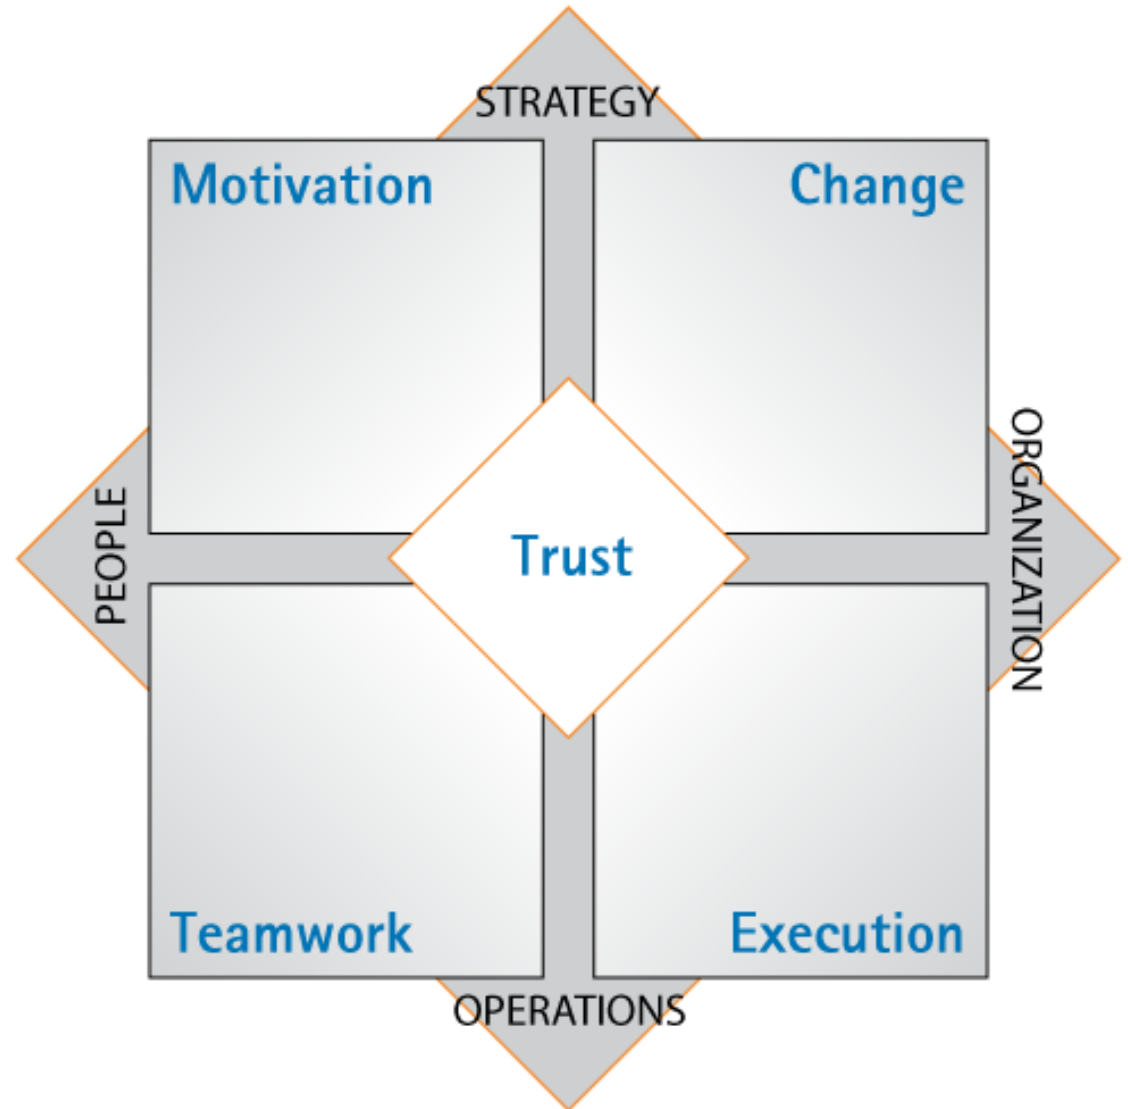 STRATEGY
Motivation
Change
PEOPLE
Trust
ORGANIZATION
Teamwork
Execution
OPERATIONS